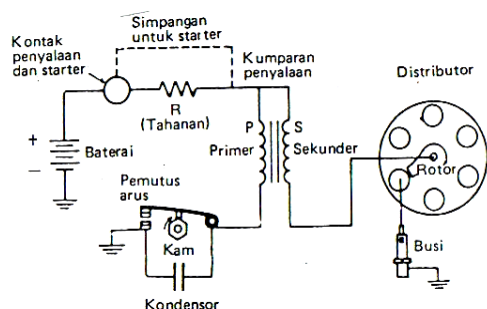 Simpangan
untuk starter
Kontak
penyalaan
dan starter
Kumparan
penyalaan
Distributor
R
(Tahanan)
+
Baterai
−
P
Primer
S
Sekunder
Rotor
Pemutus
arus
Kam
Kondensor
Busi